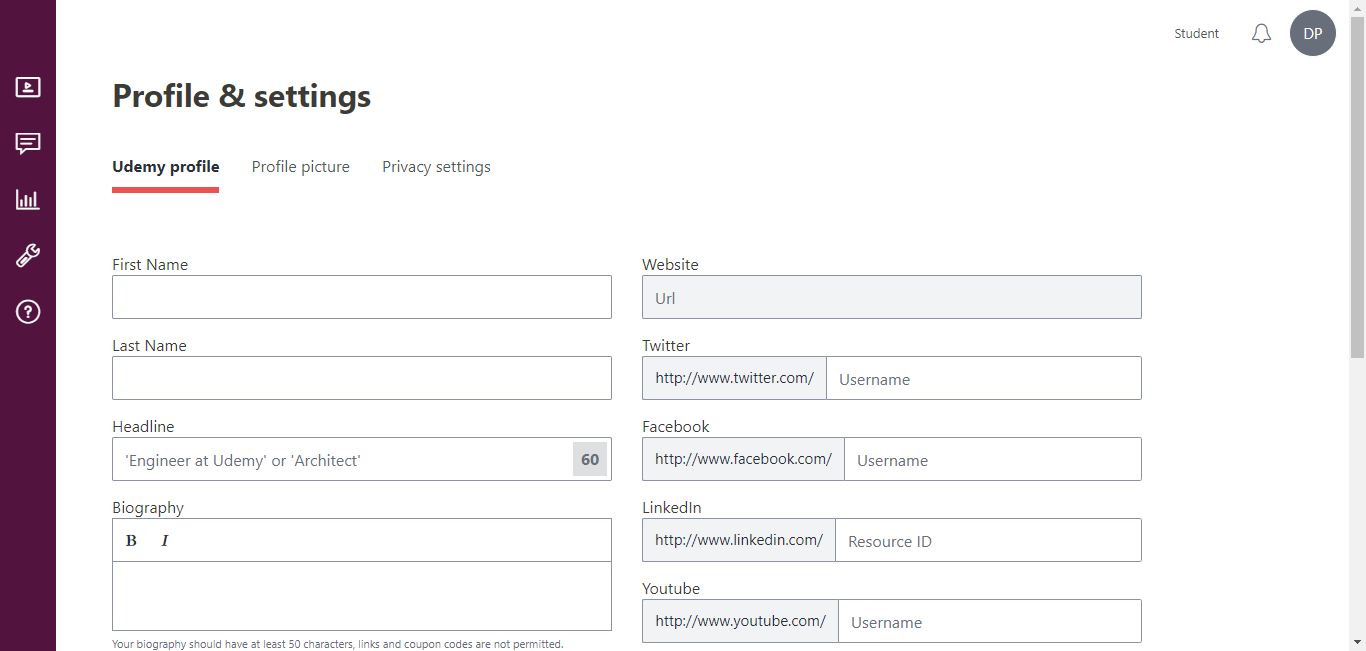 Student
DP
Profile & settings
Udemy profile
Profile picture
Privacy settings
First Name
Last Name
Headline
'Engineer at Udemy' or 'Architect'
60
Biography
B
I
Your biography should have at least 50 characters, links and coupon codes are not permitted.
Website
Url
Twitter
http://www.twitter.com/
Username
Facebook
http://www.facebook.com/
Username
LinkedIn
http://www.linkedin.com/
Resource ID
Youtube
http://www.youtube.com/
Username